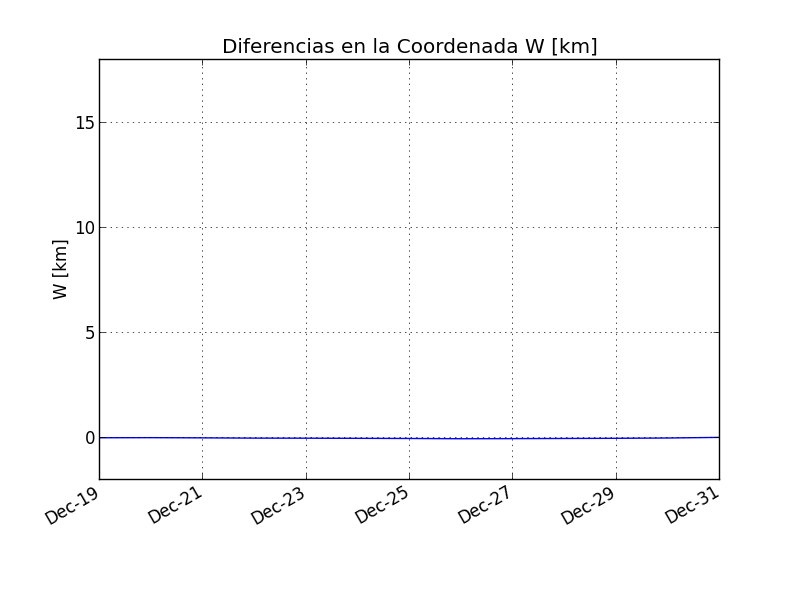 Diferencias en la Coordenada W [km]
W [km]
15
10
5
0
Dec-19 Dec-21 Dec-23 Dec-25 Dec-27 Dec-29 Dec-31